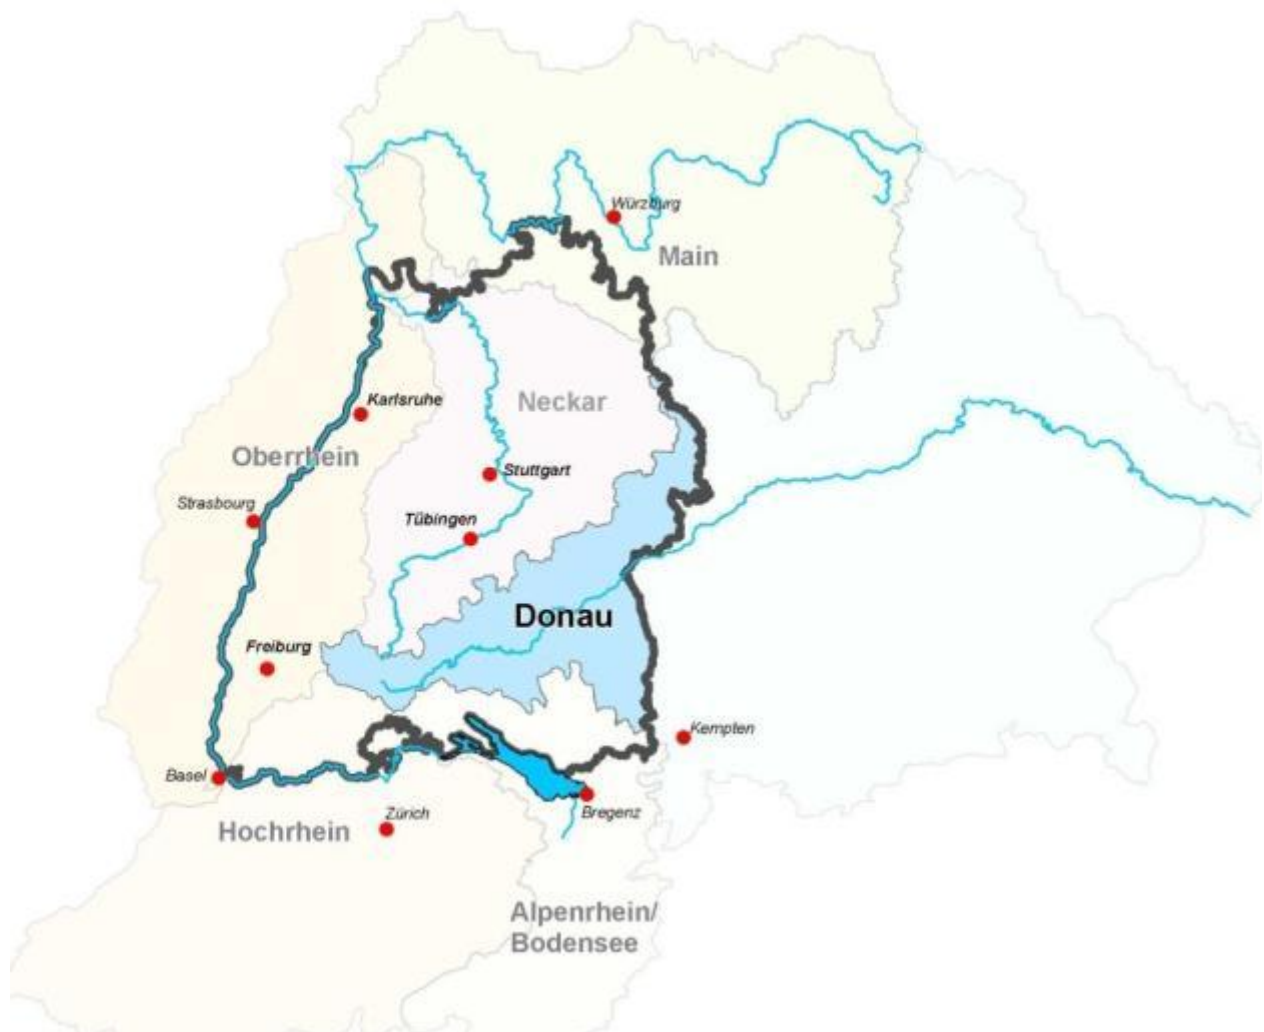 Würzburg
Main
Karlsruhe
Neckar
Oberrhein
Stuttgart
Strasbourg
Tübingen
Donau
Freiburg
Kempten
Basel
Zürich
Bregenz
Hochrhein
Alpenrhein/
Bodensee